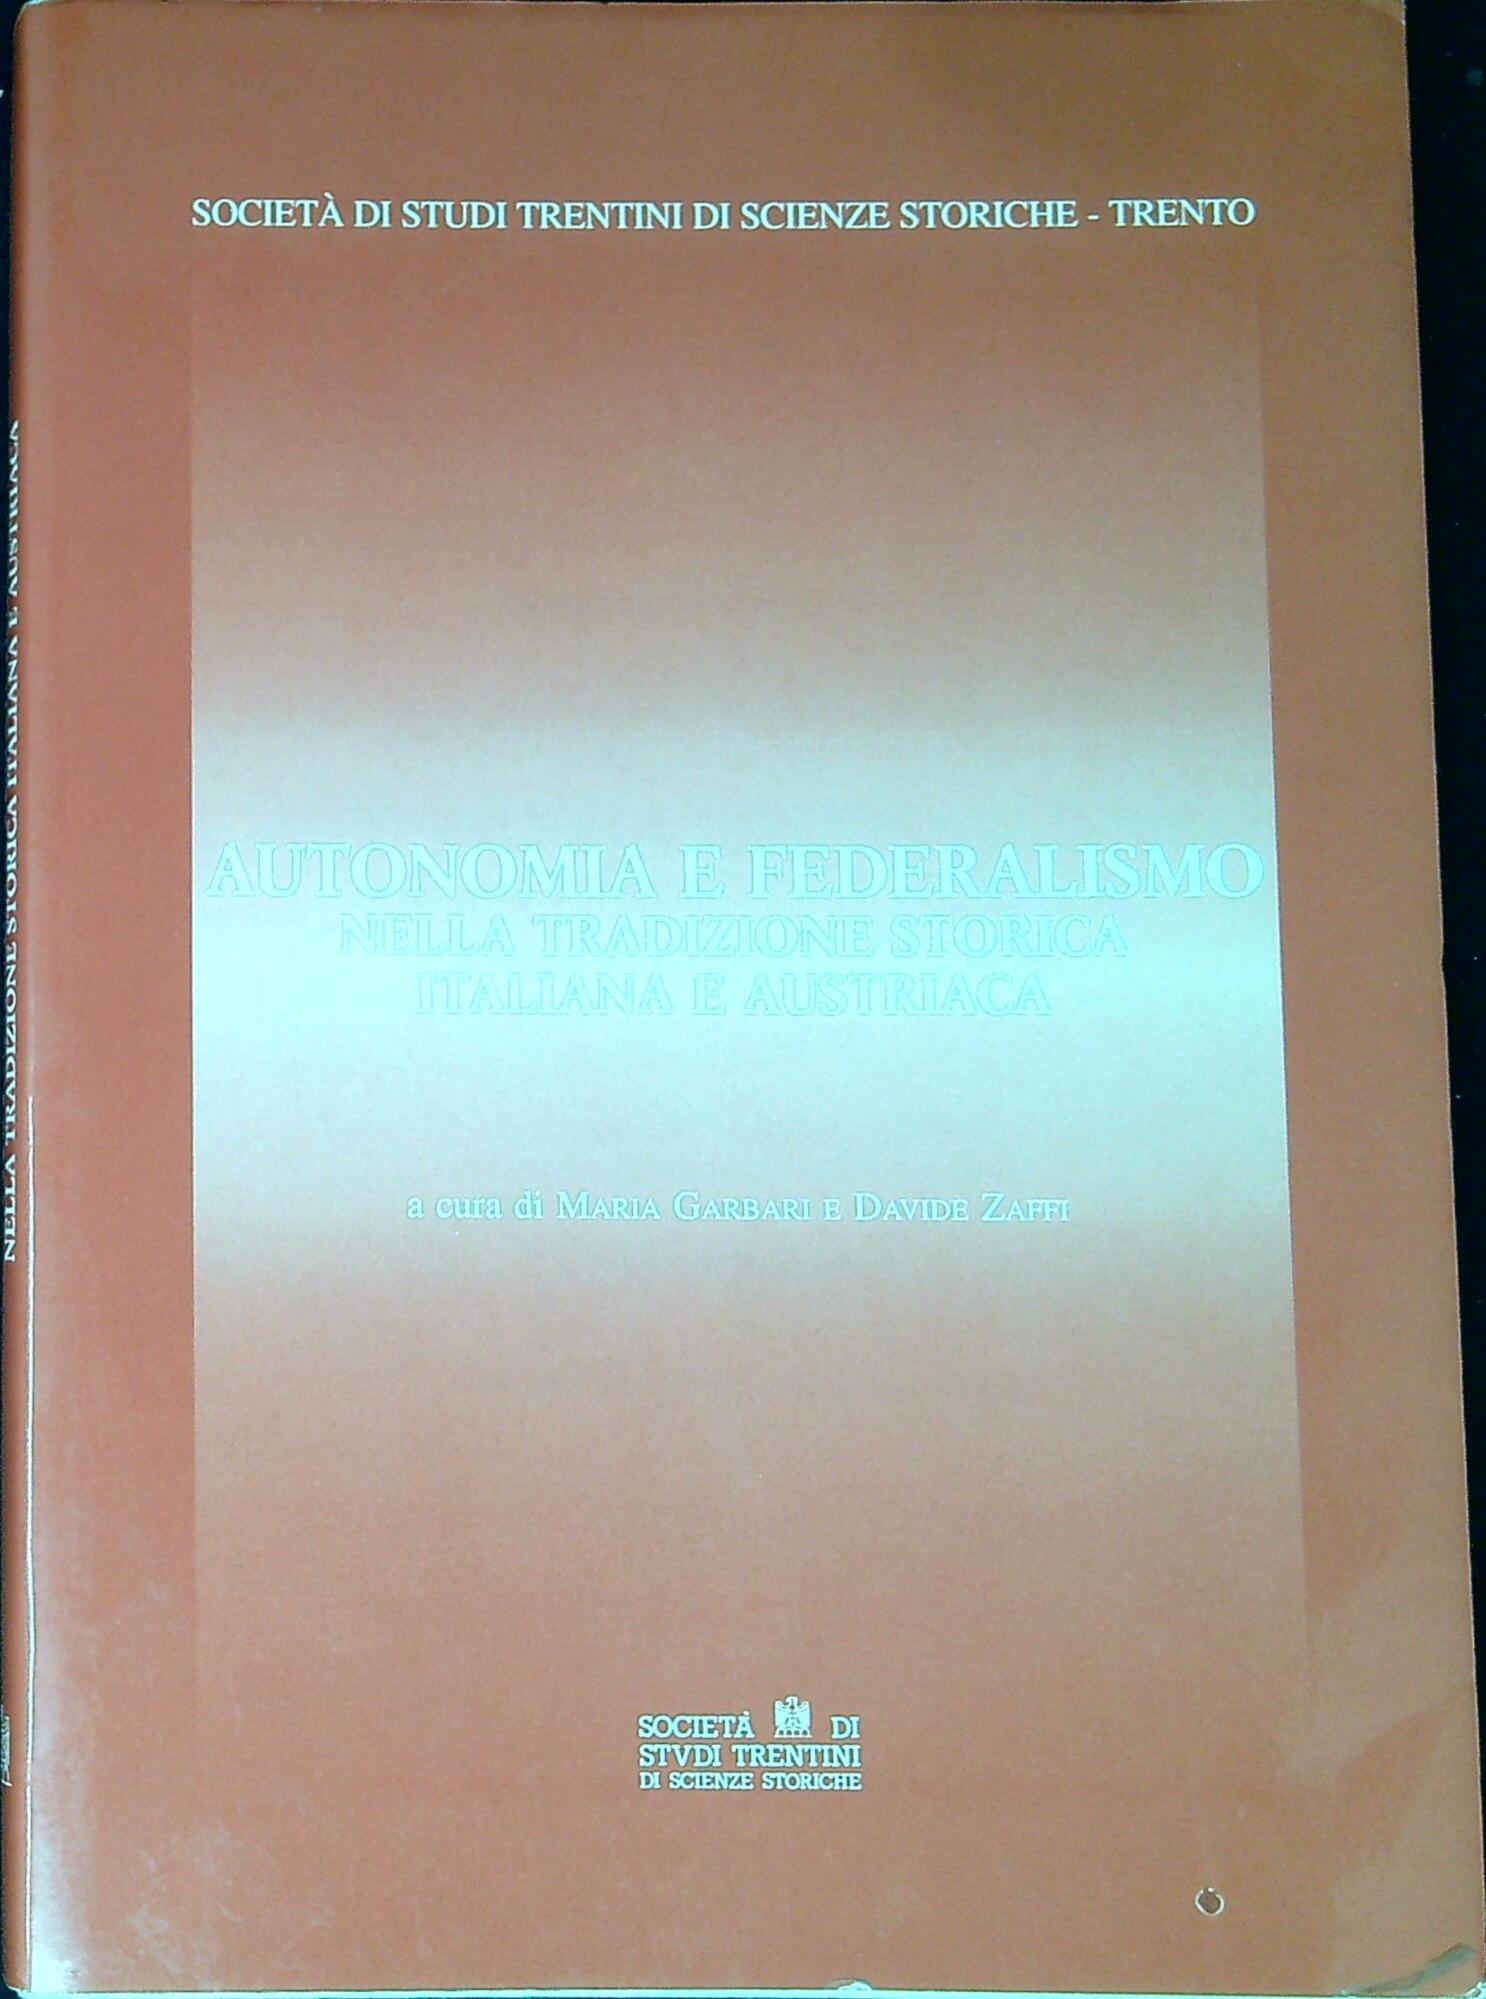 SOCIETÀ DI STUDI TRENTINI DI SCIENZE STORICHE - TRENTO
AUTONOMIA E FEDERALISMO
NELLA TRADIZIONE STORICA
ITALIANA E AUSTRIACA
a cura di MARIA GARBARI E DAVIDE ZAFFI
SOCIETÀ DI
STVDI TRENTINI
DI SCIENZE STORICHE
NELLA TRADIZIONE STORICA ITALIANA E AUSTRIACA